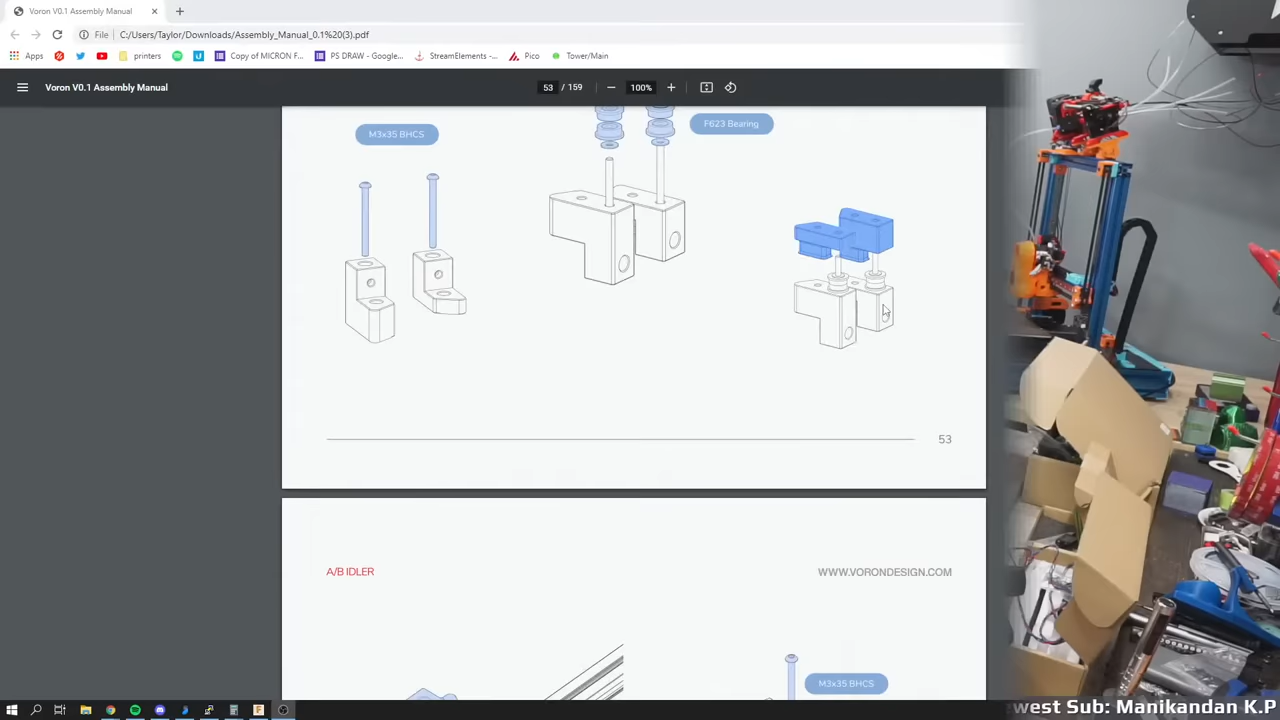 Voron V0.1 Assembly Manual
File
C:/Users/Taylor/Downloads/Assembly_Manual_0.1%20(3).pdf
Apps
printers
Copy of MICRON F...
PS DRAW - Google...
StreamElements -...
Pico
Tower/Main
Voron V0.1 Assembly Manual
53 / 159
100%
M3x35 BHCS
F623 Bearing
53
A/B IDLER
WWW.VORONDESIGN.COM
M3x35 BHCS
west Sub: Manikandan K.P